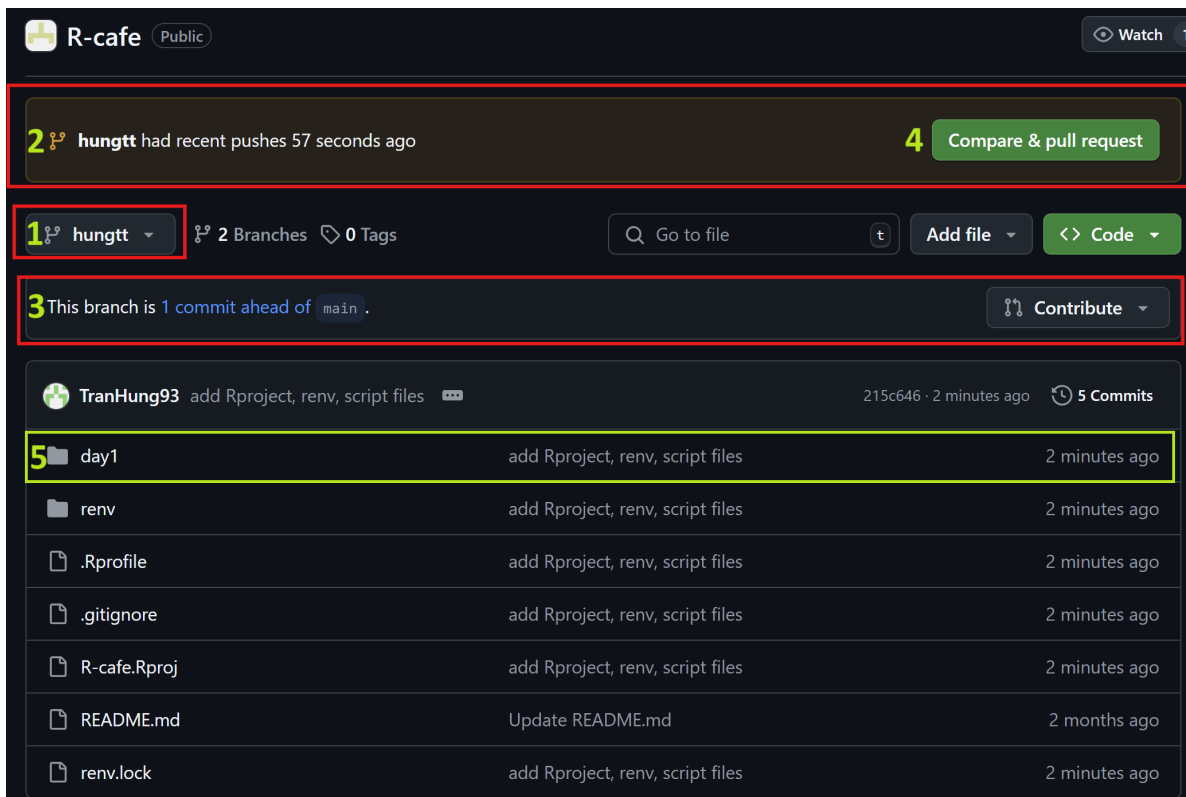 R-cafe Public Watch 1
2 hungtt had recent pushes 57 seconds ago 4 Compare & pull request
1 hungtt 2 Branches 0 Tags Go to file t Add file <> Code
3 This branch is 1 commit ahead of main . Contribute
TranHung93 add Rproject, renv, script files 215c646 · 2 minutes ago 5 Commits
5 day1 add Rproject, renv, script files 2 minutes ago
renv add Rproject, renv, script files 2 minutes ago
.Rprofile add Rproject, renv, script files 2 minutes ago
.gitignore add Rproject, renv, script files 2 minutes ago
R-cafe.Rproj add Rproject, renv, script files 2 minutes ago
README.md Update README.md 2 months ago
renv.lock add Rproject, renv, script files 2 minutes ago